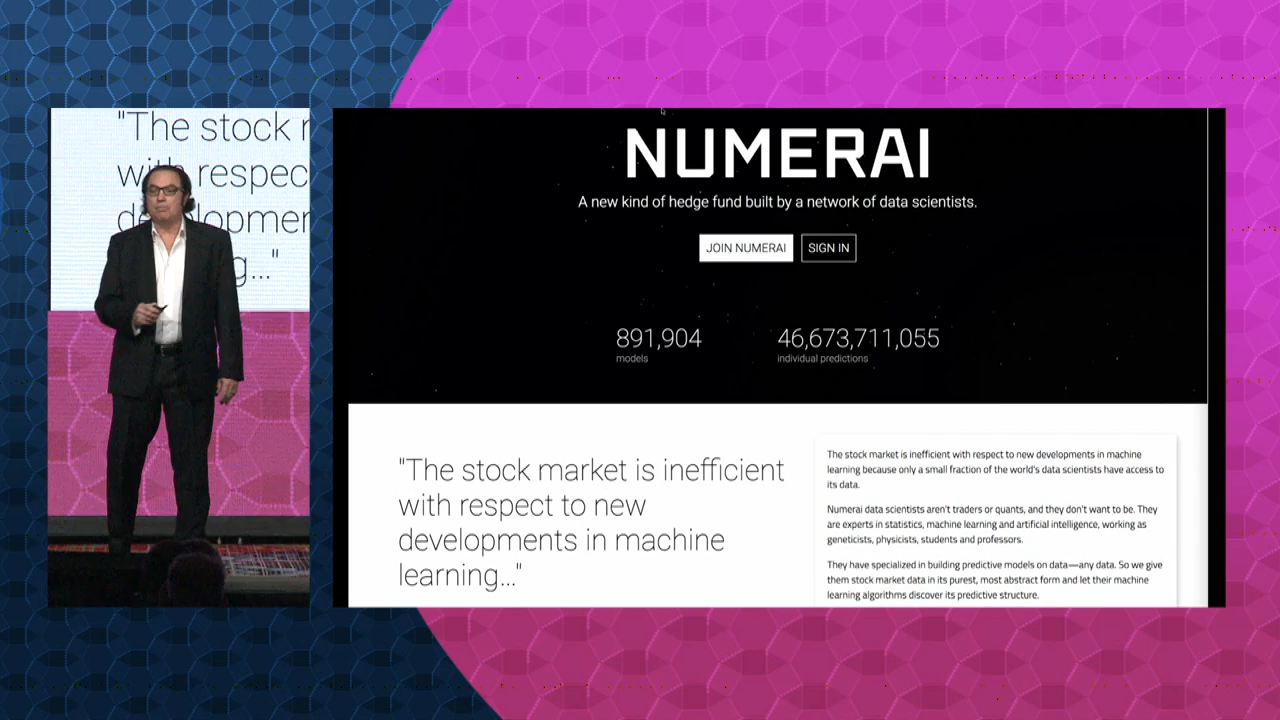 "The stock
with respec
g..."
NUMERAI
A new kind of hedge fund built by a network of data scientists.
JOIN NUMERAI
SIGN IN
891,904
models
46,673,711,055
individual predictions
"The stock market is inefficient
with respect to new
developments in machine
learning..."
The stock market is inefficient with respect to new developments in machine
learning because only a small fraction of the world's data scientists have access to
its data.
Numerai data scientists aren't traders or quants, and they don't want to be. They
are experts in statistics, machine learning and artificial intelligence, working as
geneticists, physicists, students and professors.
They have specialized in building predictive models on data—any data. So we give
them stock market data in its purest, most abstract form and let their machine
learning algorithms discover its predictive structure.